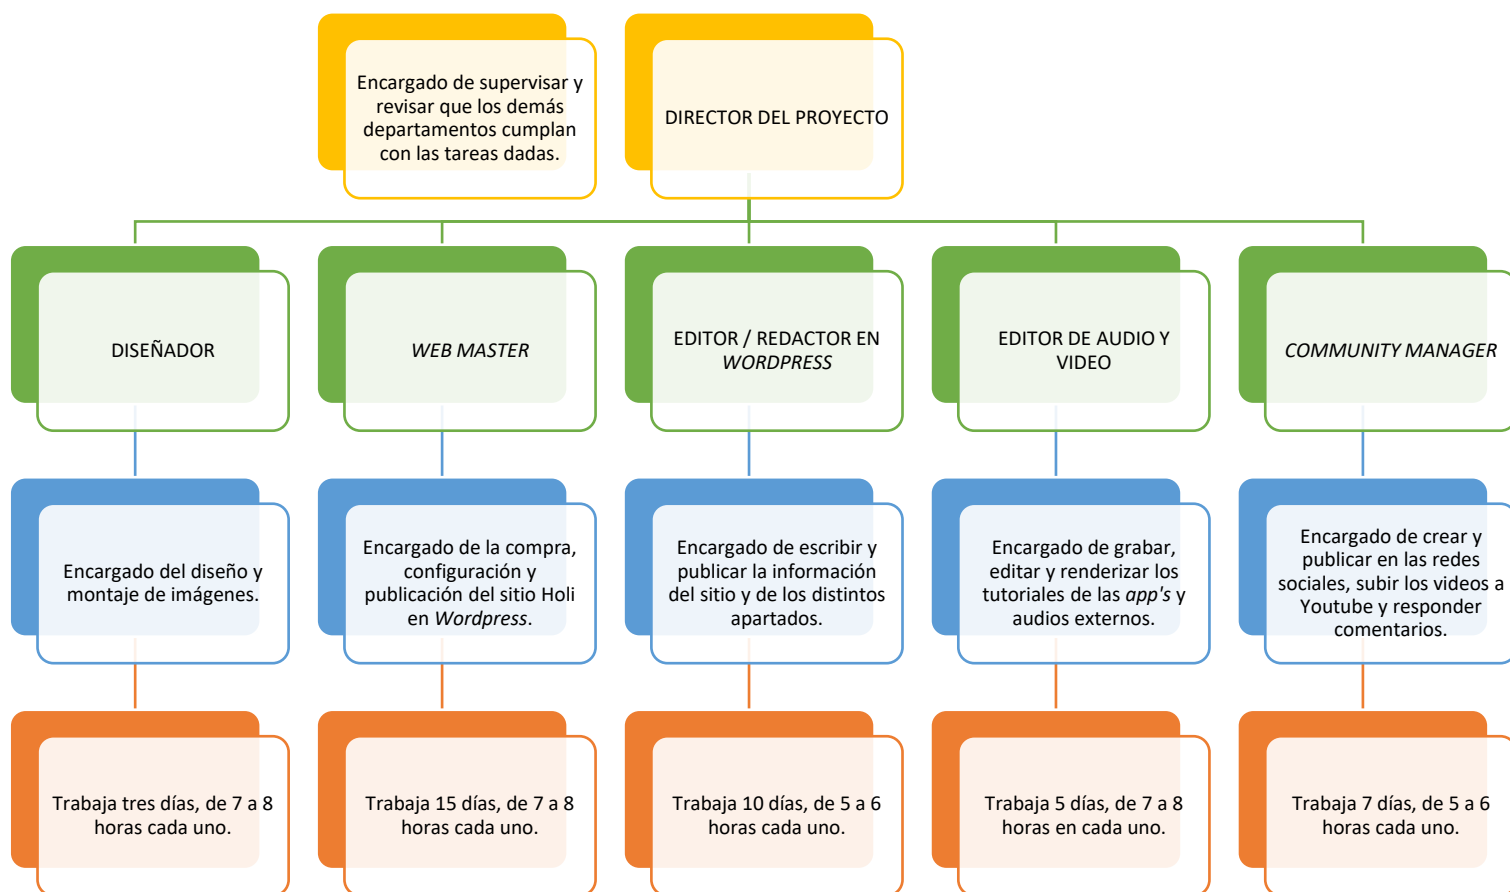 Encargado de supervisar y
revisar que los demás
departamentos cumplan
con las tareas dadas.
DIRECTOR DEL PROYECTO
DISEÑADOR
WEB MASTER
EDITOR / REDACTOR EN
WORDPRESS
EDITOR DE AUDIO Y
VIDEO
COMMUNITY MANAGER
Encargado del diseño y
montaje de imágenes.
Encargado de la compra,
configuración y
publicación del sitio Holi
en Wordpress.
Encargado de escribir y
publicar la información
del sitio y de los distintos
apartados.
Encargado de grabar,
editar y renderizar los
tutoriales de las app's y
audios externos.
Encargado de crear y
publicar en las redes
sociales, subir los videos a
Youtube y responder
comentarios.
Trabaja tres días, de 7 a 8
horas cada uno.
Trabaja 15 días, de 7 a 8
horas cada uno.
Trabaja 10 días, de 5 a 6
horas cada uno.
Trabaja 5 días, de 7 a 8
horas en cada uno.
Trabaja 7 días, de 5 a 6
horas cada uno.